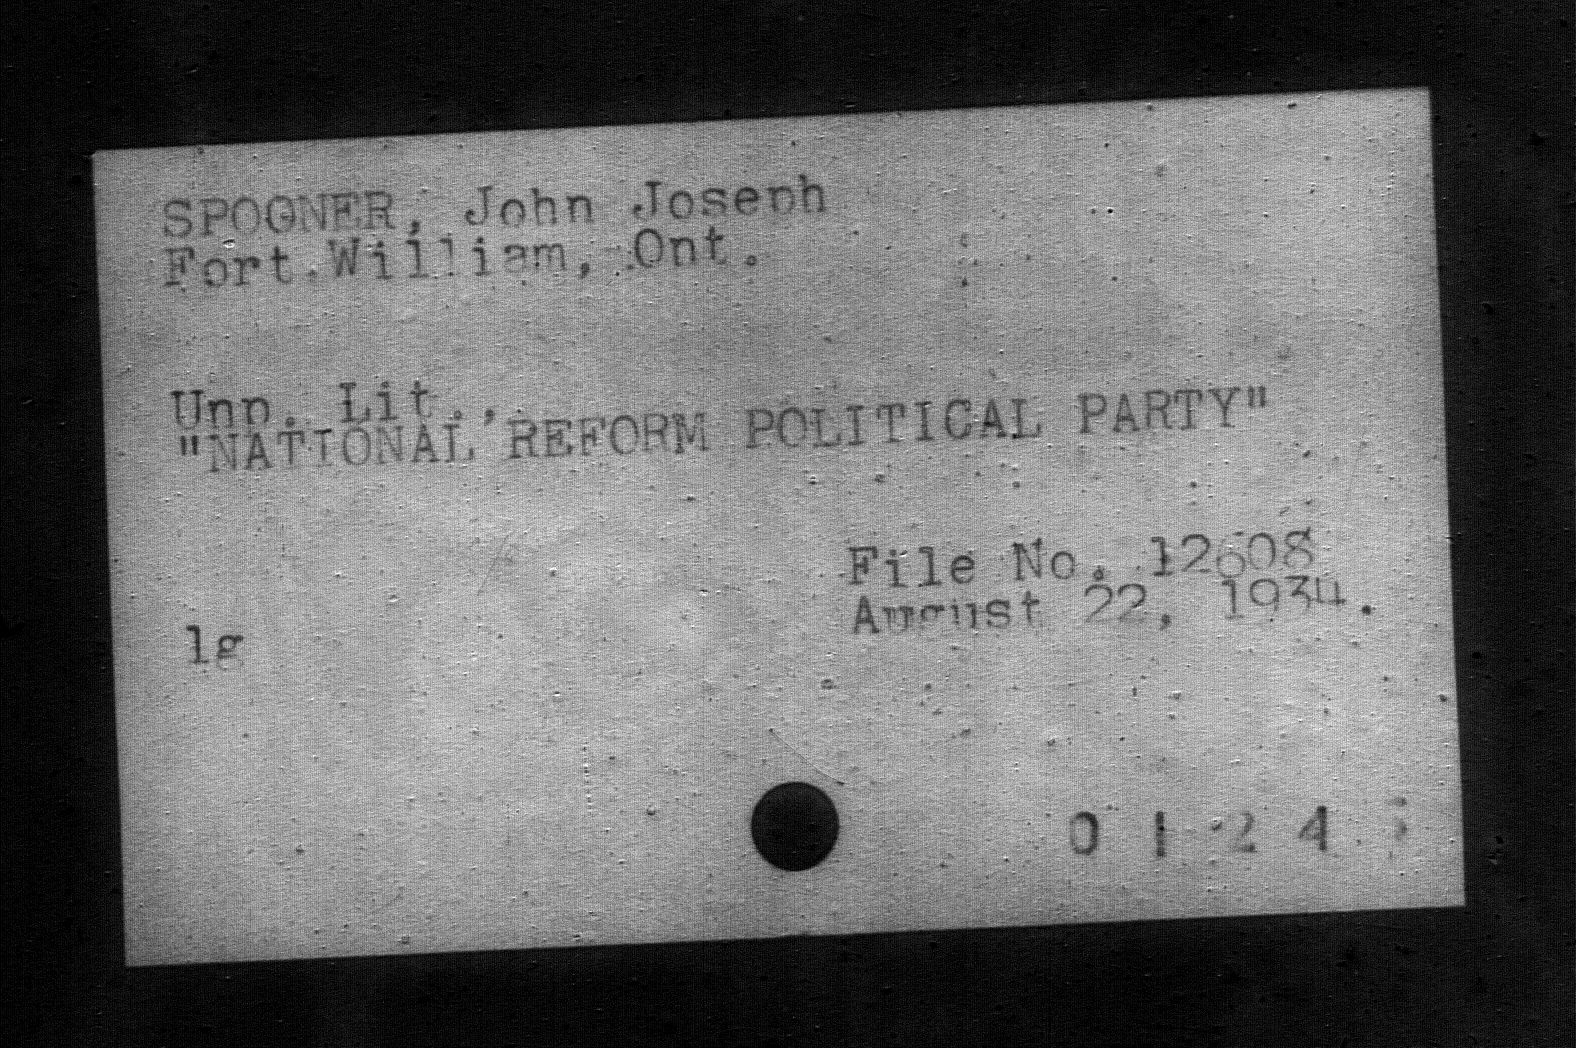 SPOONER, John Joseph
Fort William, Ont.
Unp. Lit.,
"NATIONAL REFORM POLITICAL PARTY"
File No. 12608
August 22, 1934.
lg
0 1 2 4